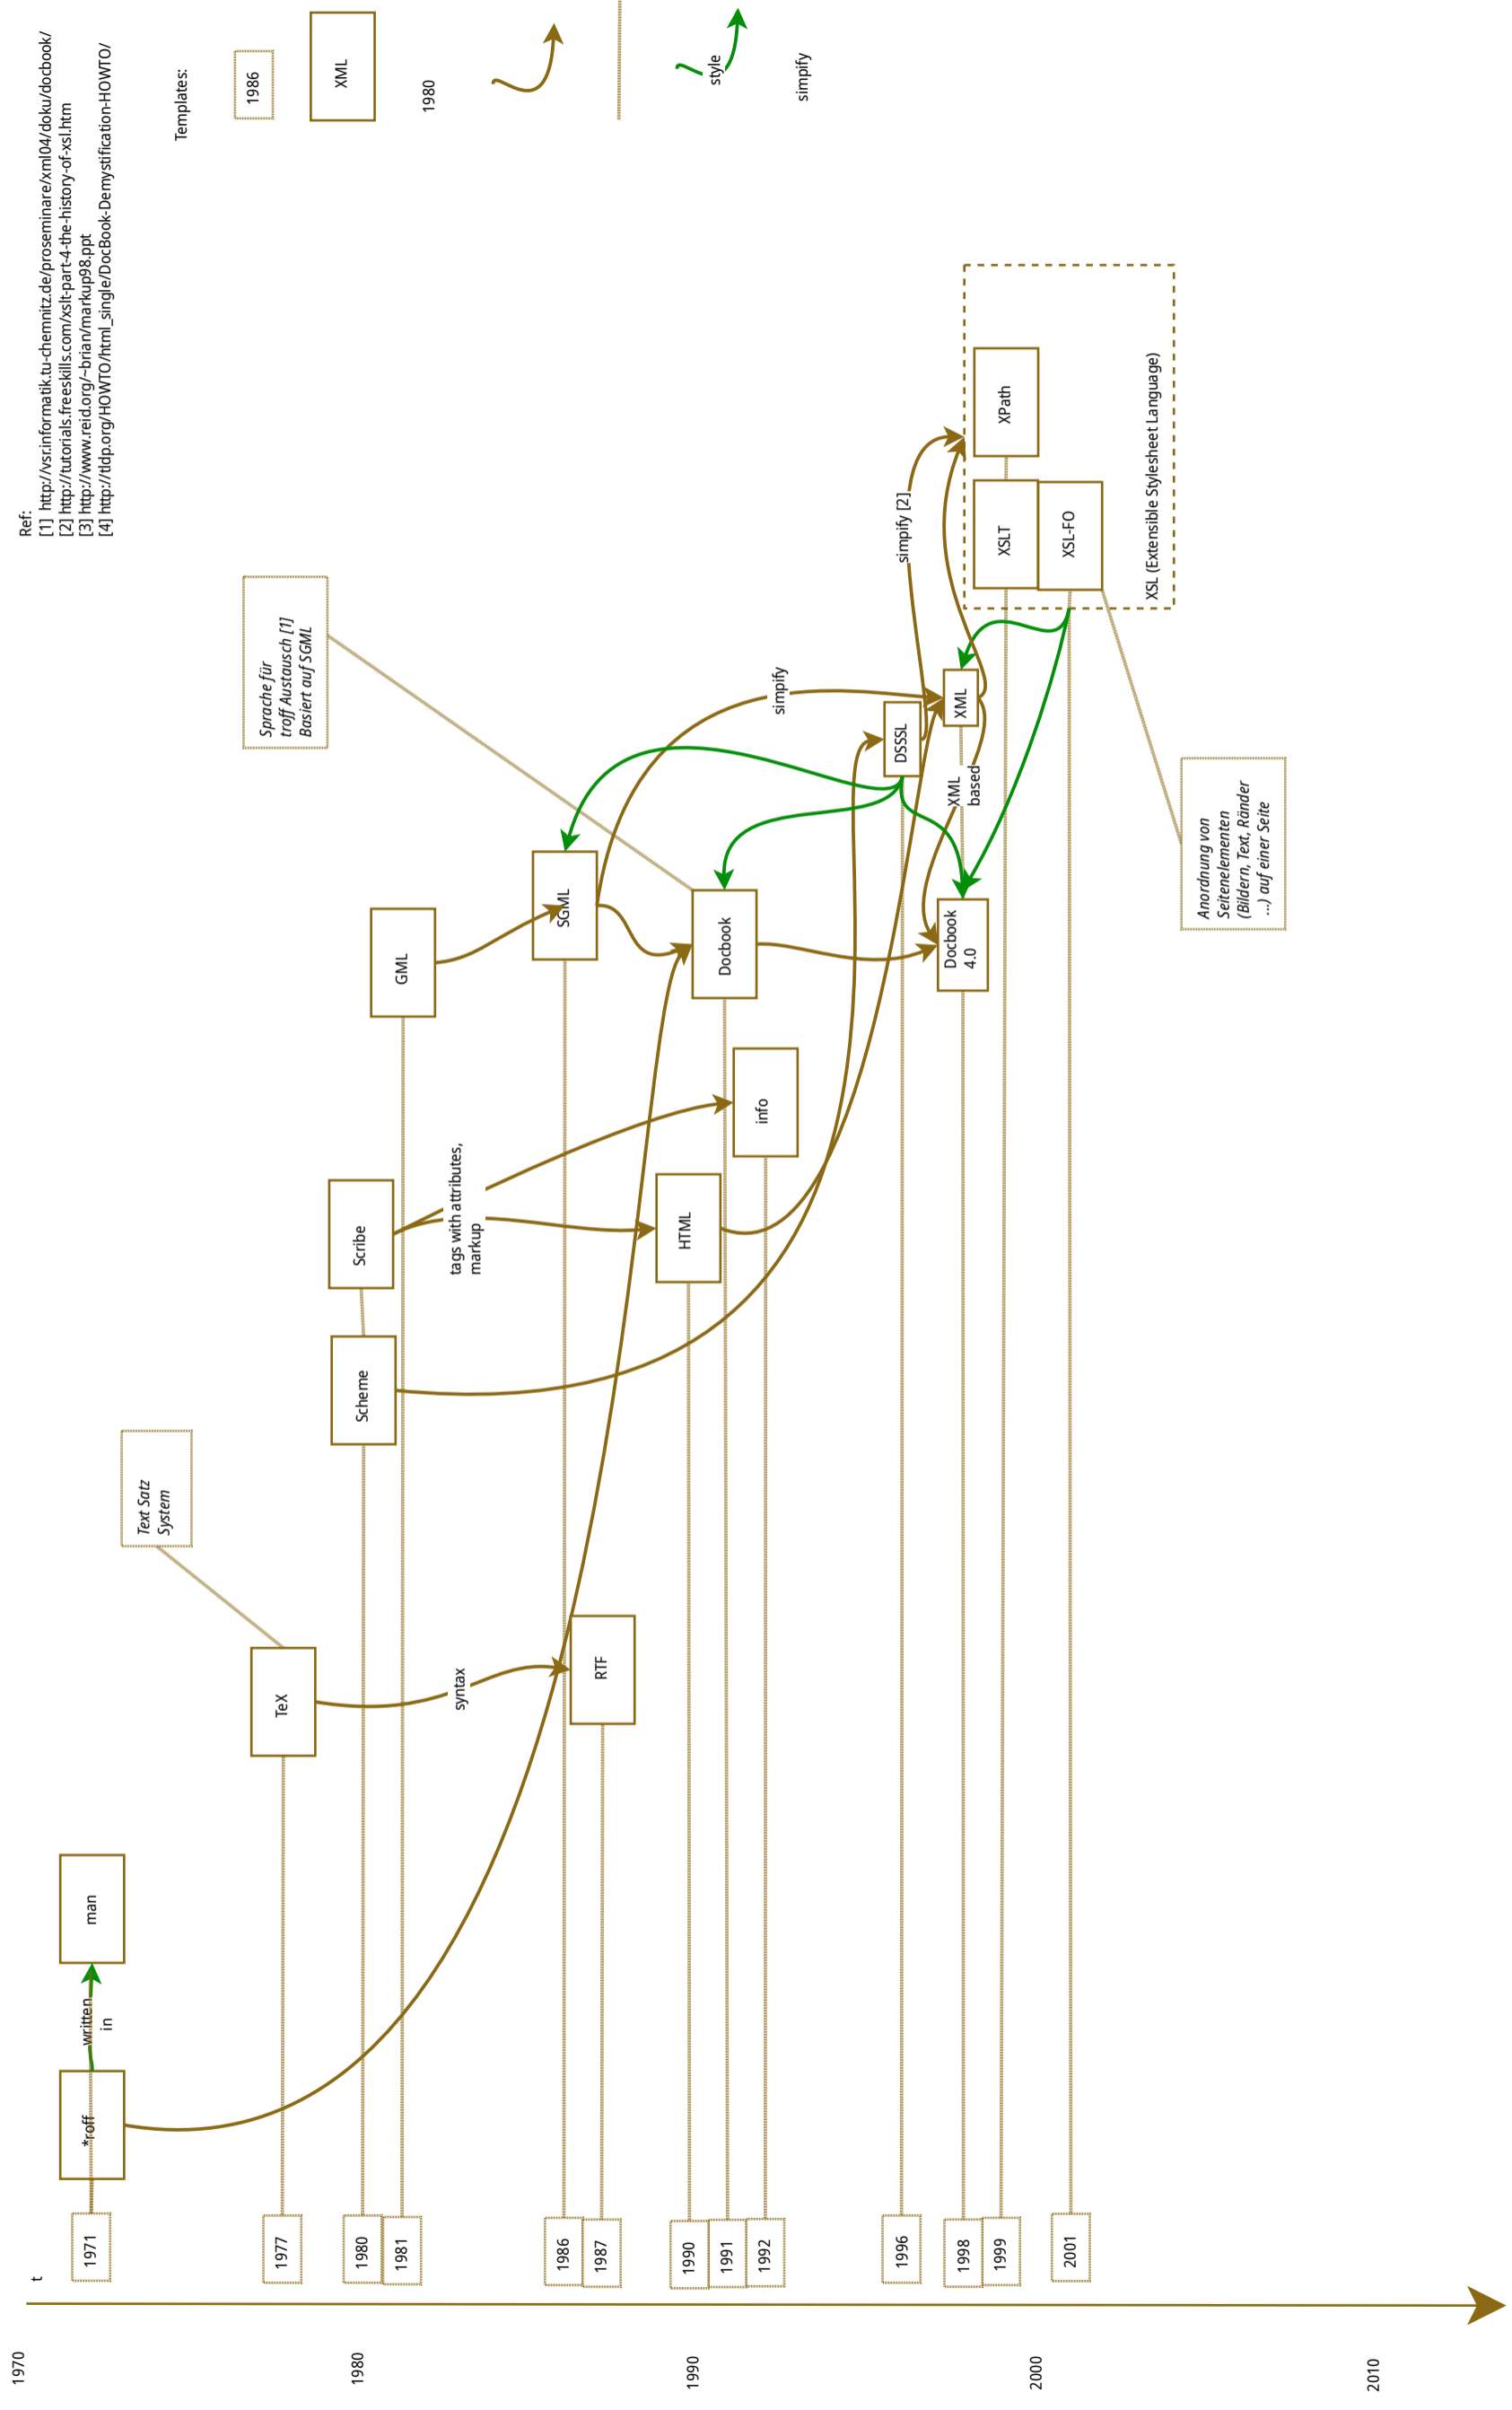 Ref:
[1] http://vsr.informatik.tu-chemnitz.de/proseminare/xml04/doku/docbook/
[2] http://tutorials.freeskills.com/xslt-part-4-the-history-of-xsl.htm
[3] http://www.reid.org/~brian/markup98.ppt
[4] http://tldp.org/HOWTO/html_single/DocBook-Demystification-HOWTO/
Templates:
1986
XML
1980
style
simpify
Sprache für
troff Austausch [1]
Basiert auf SGML
Text Satz
System
Anordnung von
Seitenelementen
(Bildern, Text, Ränder
...) auf einer Seite
*roff
written
in
man
TeX
syntax
RTF
Scheme
Scribe
tags with attributes,
markup
HTML
info
GML
SGML
Docbook
Docbook
4.0
simpify
DSSSL
XML
XML
based
simpify [2]
XSLT
XPath
XSL-FO
XSL (Extensible Stylesheet Language)
t
1971
1977
1980
1981
1986
1987
1990
1991
1992
1996
1998
1999
2001
1970
1980
1990
2000
2010